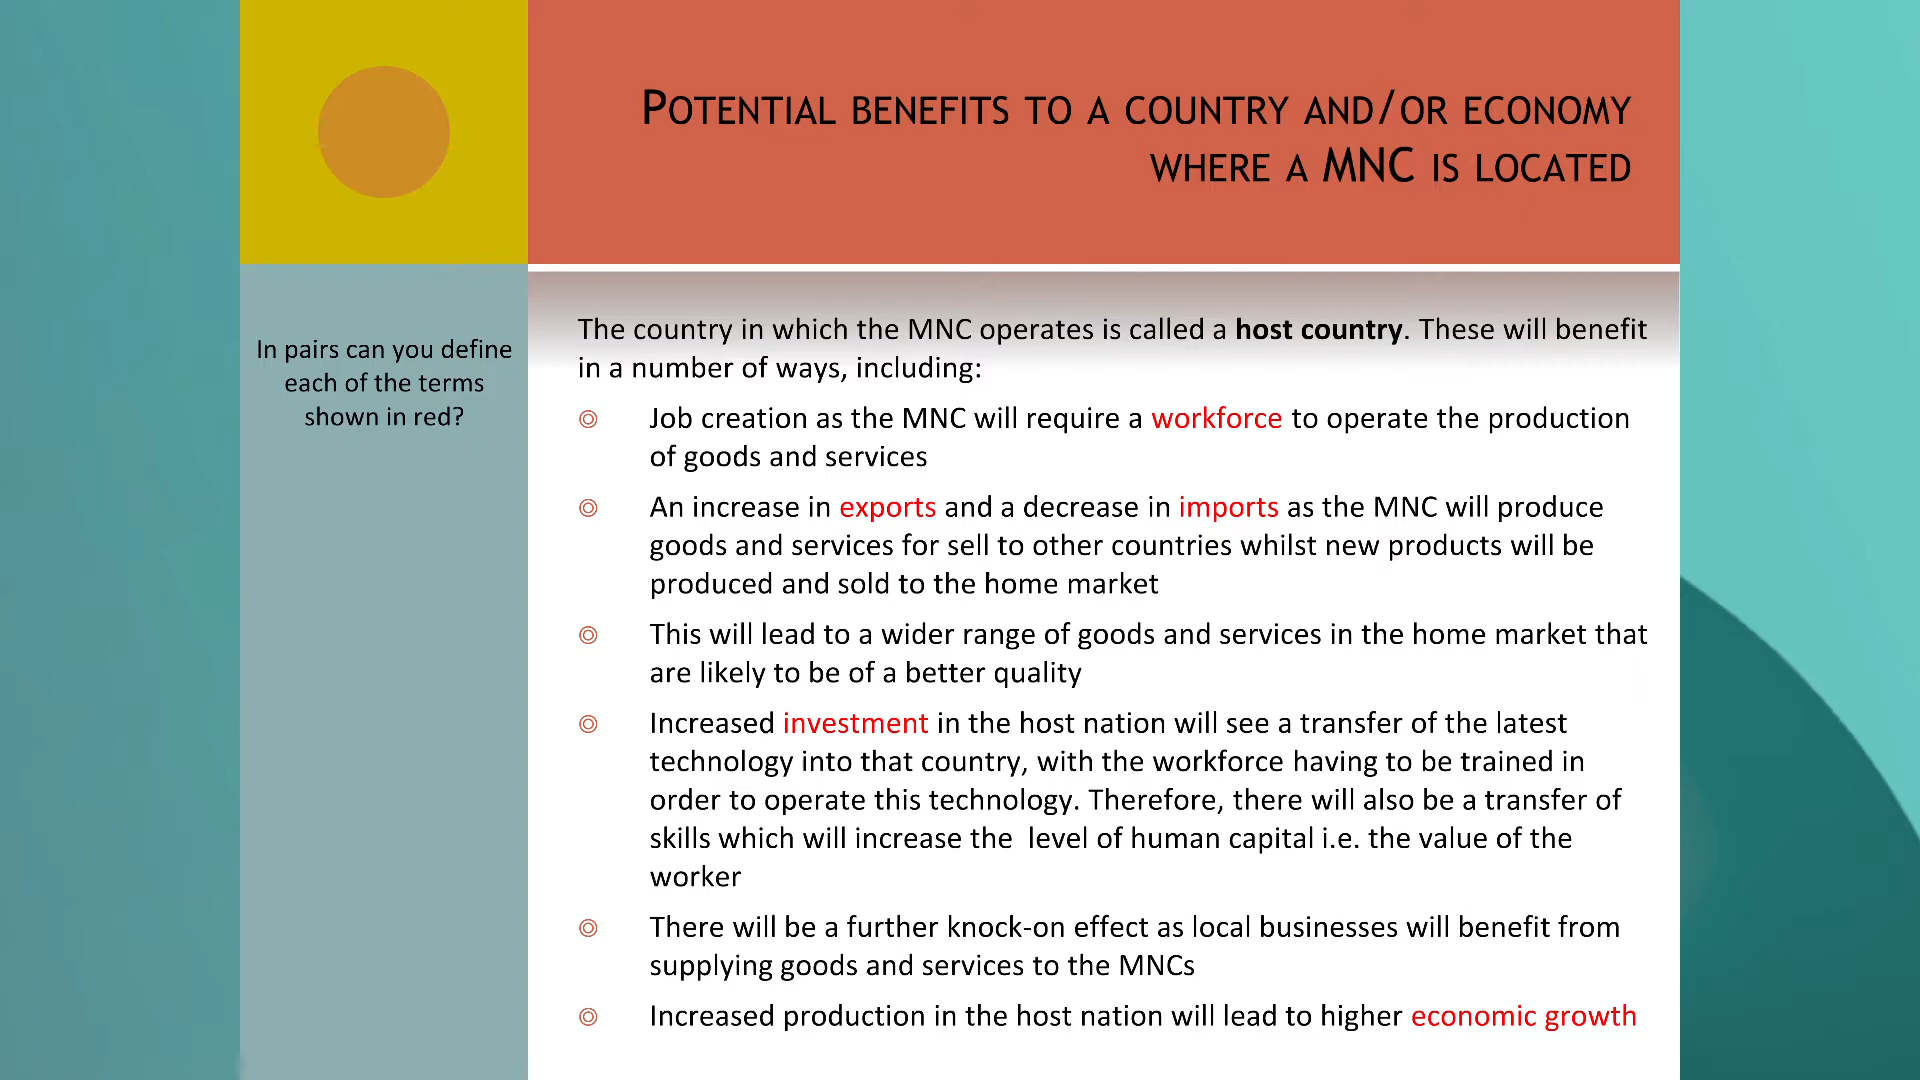 Potential benefits to a country and/or economy
where a MNC is located
In pairs can you define
each of the terms
shown in red?
The country in which the MNC operates is called a host country. These will benefit
in a number of ways, including:
Job creation as the MNC will require a workforce to operate the production
of goods and services
An increase in exports and a decrease in imports as the MNC will produce
goods and services for sell to other countries whilst new products will be
produced and sold to the home market
This will lead to a wider range of goods and services in the home market that
are likely to be of a better quality
Increased investment in the host nation will see a transfer of the latest
technology into that country, with the workforce having to be trained in
order to operate this technology. Therefore, there will also be a transfer of
skills which will increase the level of human capital i.e. the value of the
worker
There will be a further knock-on effect as local businesses will benefit from
supplying goods and services to the MNCs
Increased production in the host nation will lead to higher economic growth